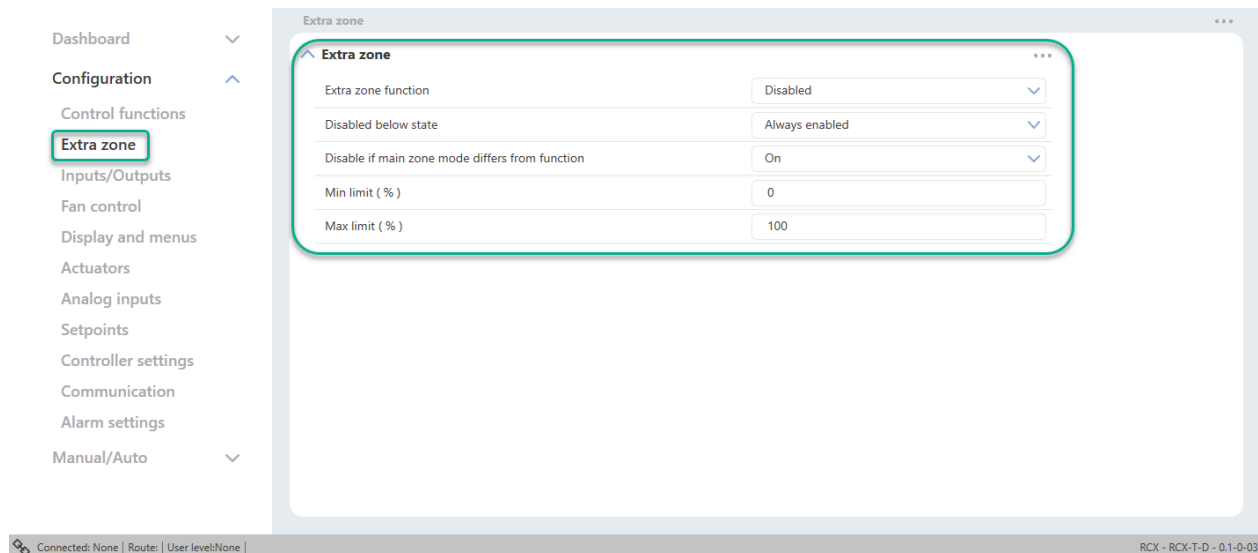 Dashboard
Configuration
Control functions
Extra zone
Inputs/Outputs
Fan control
Display and menus
Actuators
Analog inputs
Setpoints
Controller settings
Communication
Alarm settings
Manual/Auto
Extra zone
Extra zone
Extra zone function Disabled
Disabled below state Always enabled
Disable if main zone mode differs from function On
Min limit ( % ) 0
Max limit ( % ) 100
Connected: None | Route: | User level:None | RCX - RCX-T-D - 0.1-0-03